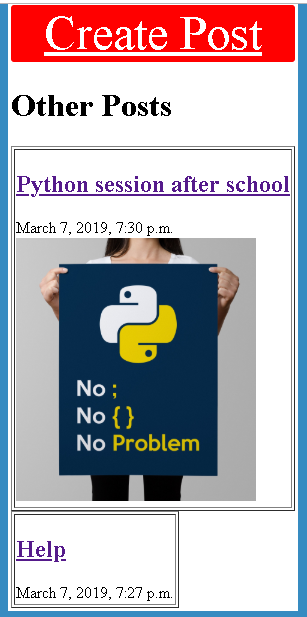 Create Post
Other Posts
Python session after school
March 7, 2019, 7:30 p.m.
No ;
No { }
No Problem
Help
March 7, 2019, 7:27 p.m.